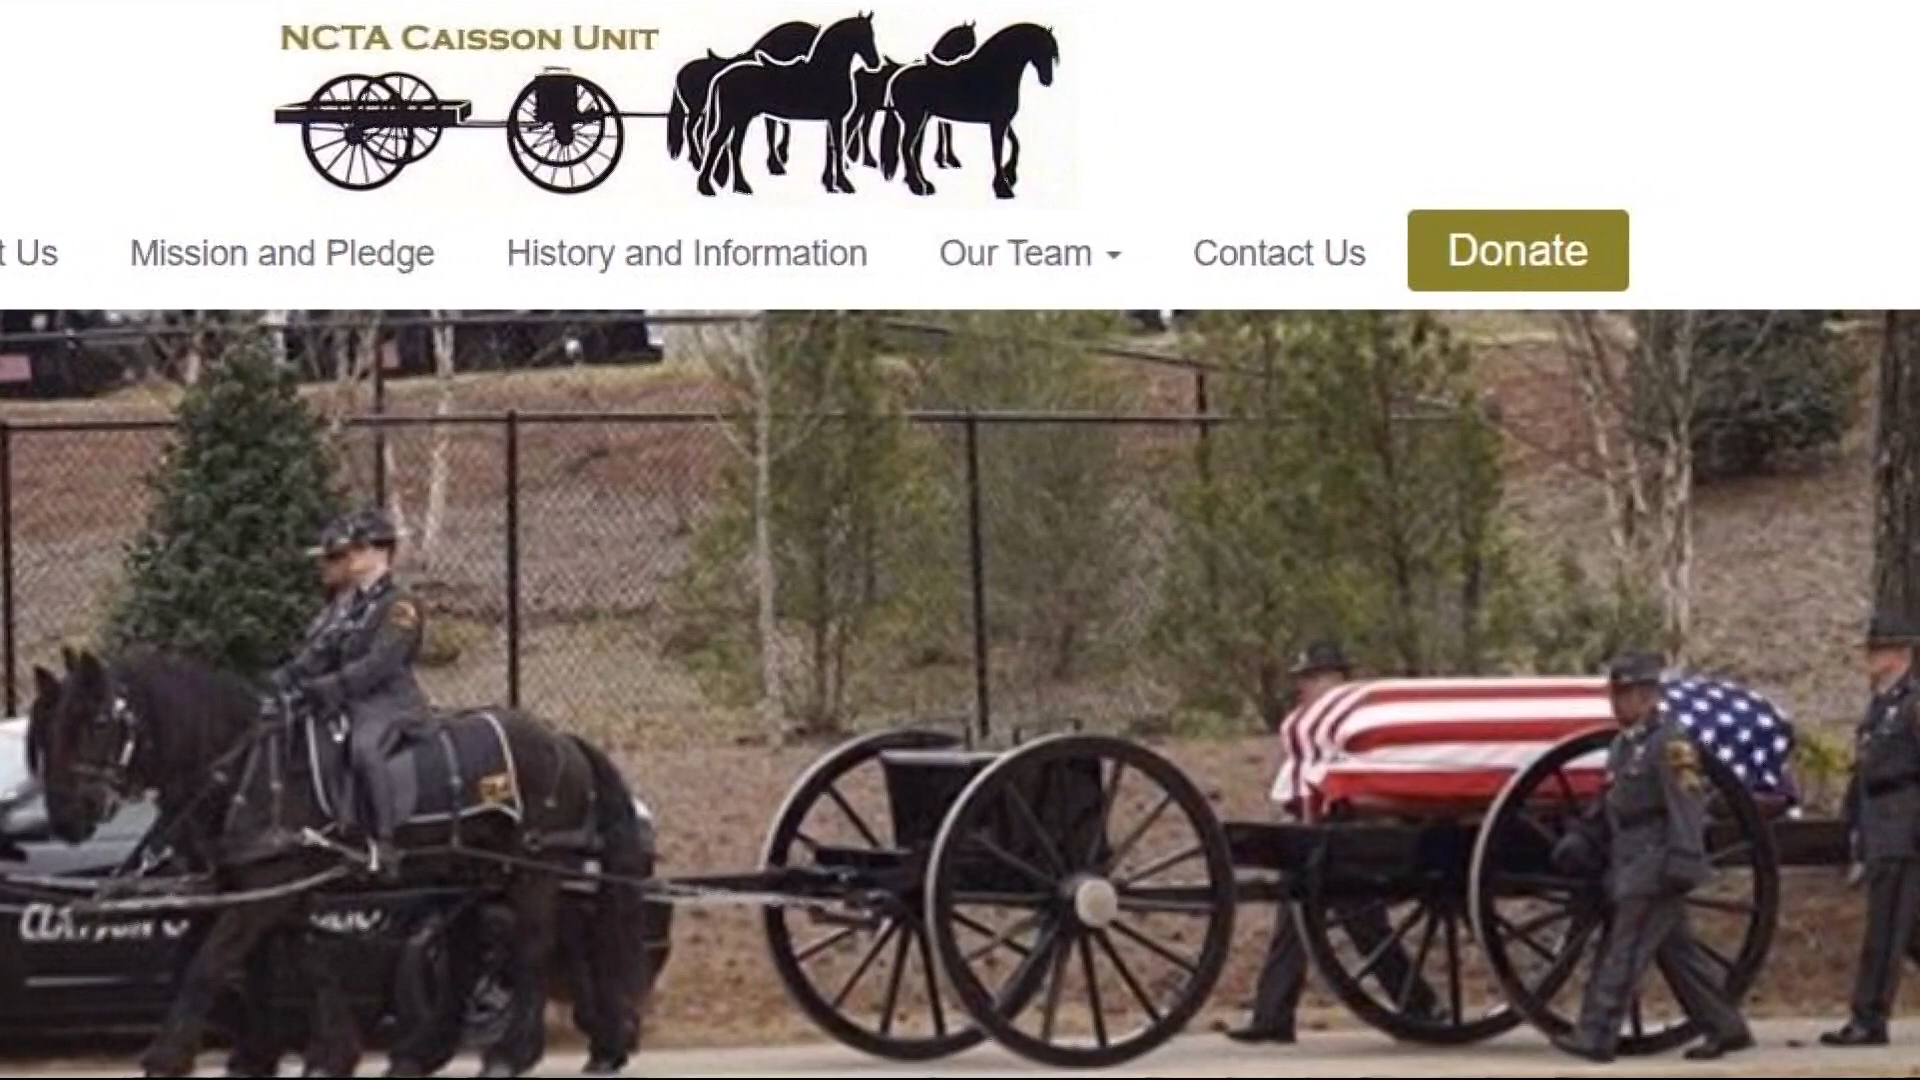 NCTA CAISSON UNIT
t Us
Mission and Pledge
History and Information
Our Team
Contact Us
Donate